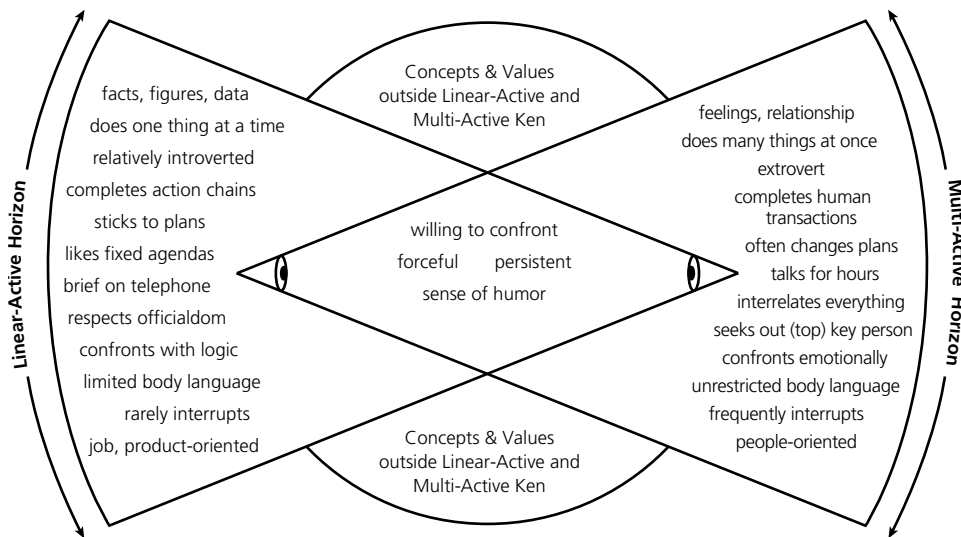 Linear-Active Horizon
facts, figures, data
does one thing at a time
relatively introverted
completes action chains
sticks to plans
likes fixed agendas
brief on telephone
respects officialdom
confronts with logic
limited body language
rarely interrupts
job, product-oriented
Concepts & Values
outside Linear-Active and
Multi-Active Ken
willing to confront
forceful persistent
sense of humor
Concepts & Values
outside Linear-Active and
Multi-Active Ken
feelings, relationship
does many things at once
extrovert
completes human
transactions
often changes plans
talks for hours
interrelates everything
seeks out (top) key person
confronts emotionally
unrestricted body language
frequently interrupts
people-oriented
Multi-Active Horizon